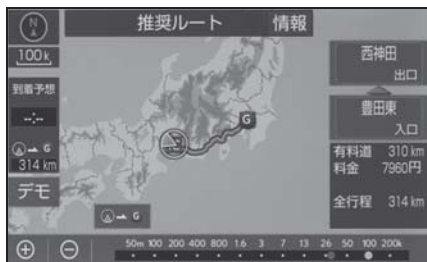 N
推奨ルート 情報
100k
到着予想
--:--
G
314 km
デモ
西神田
出口
豊田東
入口
有料道 310 km
料金 7960円
全行程 314 km
G
G
50m 100 200 400 800 1.6 3 7 13 26 50 100 200k